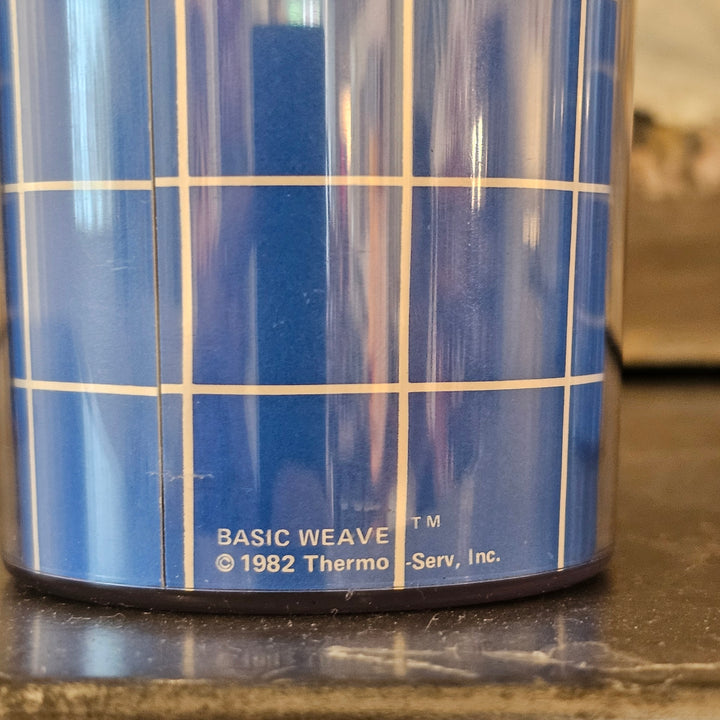 BASIC WEAVE ™
© 1982 Thermo-Serv, Inc.